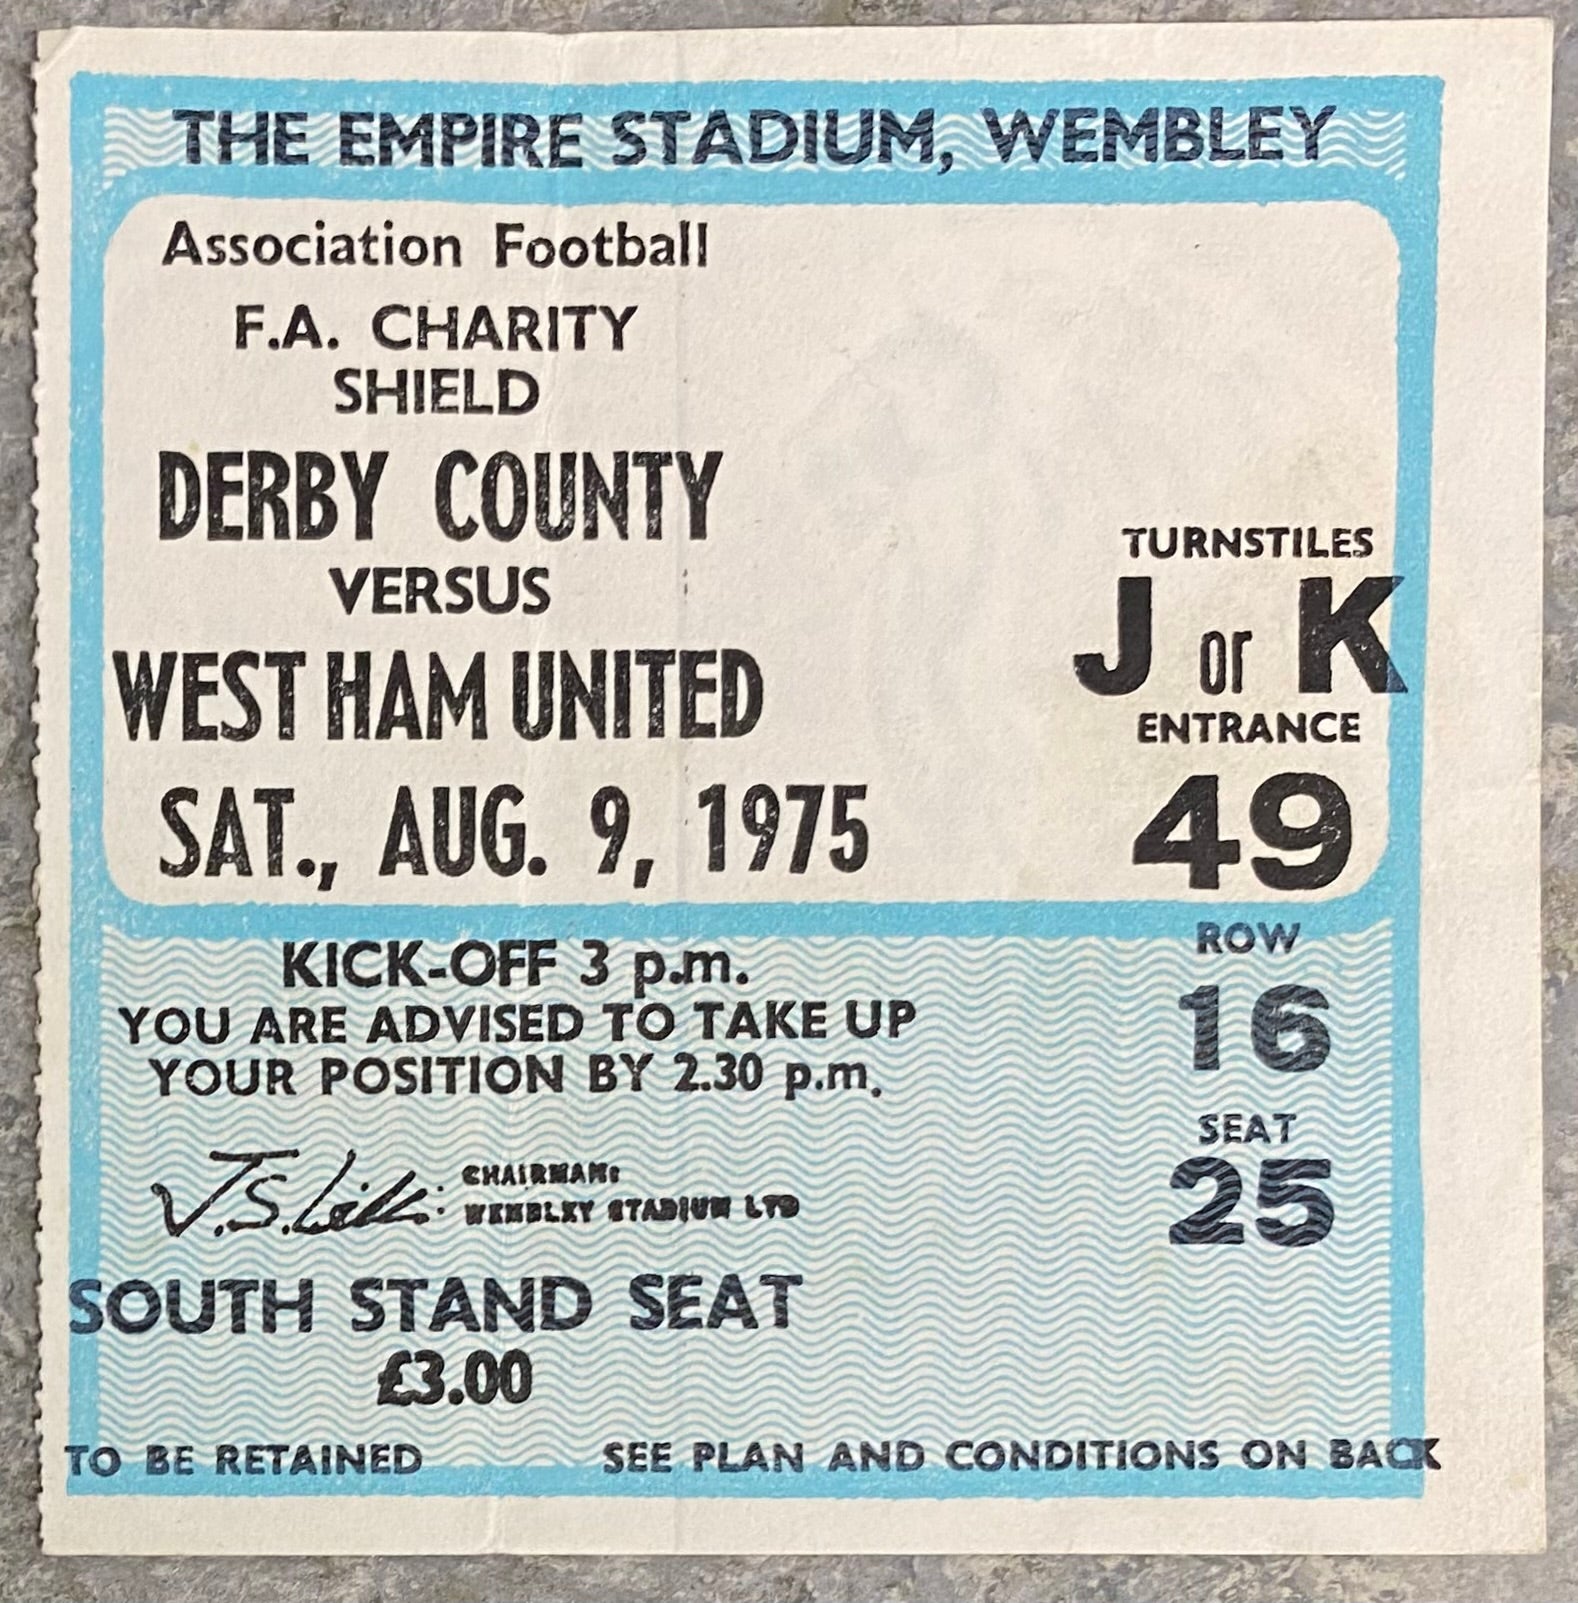 THE EMPIRE STADIUM, WEMBLEY
Association Football
F.A. CHARITY
SHIELD
DERBY COUNTY
VERSUS
WEST HAM UNITED
SAT., AUG. 9, 1975
TURNSTILES
J or K
ENTRANCE
49
ROW
16
SEAT
25
KICK-OFF 3 p.m.
YOU ARE ADVISED TO TAKE UP
YOUR POSITION BY 2.30 p.m.
CHAIRMAN:
WEMBLEY STADIUM LTD
SOUTH STAND SEAT
£3.00
TO BE RETAINED SEE PLAN AND CONDITIONS ON BACK